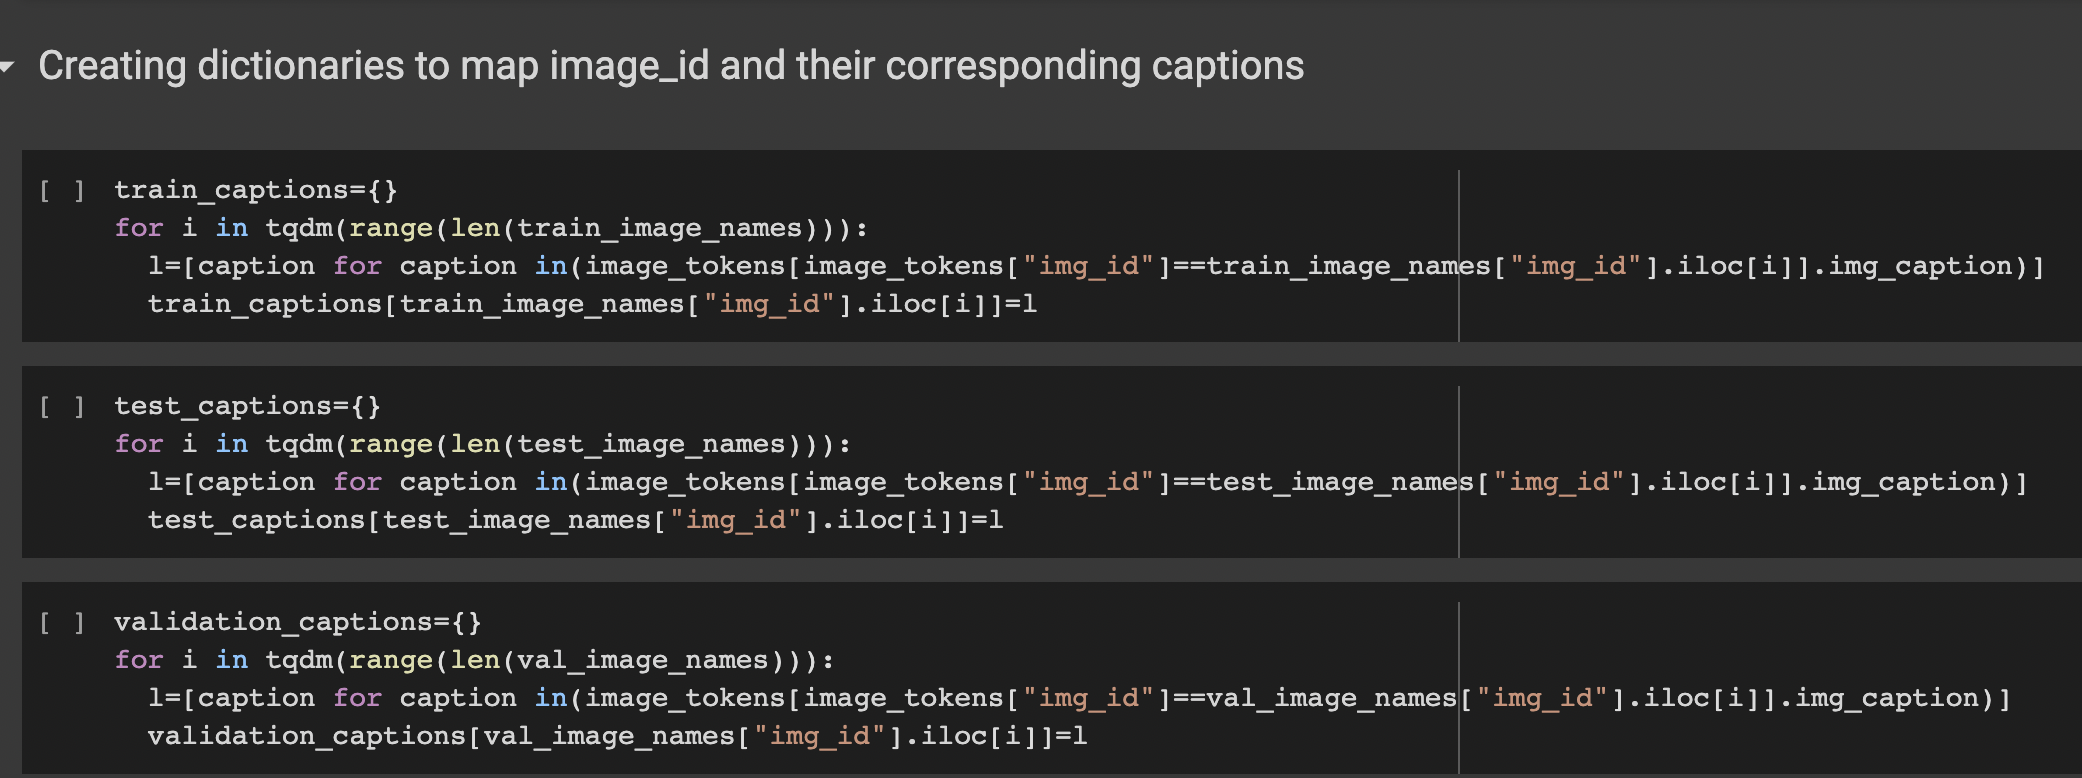 Creating dictionaries to map image_id and their corresponding captions
[ ] train_captions={}
for i in tqdm(range(len(train_image_names))):
  l=[caption for caption in(image_tokens[image_tokens["img_id"]==train_image_names["img_id"].iloc[i]].img_caption)]
  train_captions[train_image_names["img_id"].iloc[i]]=l
[ ] test_captions={}
for i in tqdm(range(len(test_image_names))):
  l=[caption for caption in(image_tokens[image_tokens["img_id"]==test_image_names["img_id"].iloc[i]].img_caption)]
  test_captions[test_image_names["img_id"].iloc[i]]=l
[ ] validation_captions={}
for i in tqdm(range(len(val_image_names))):
  l=[caption for caption in(image_tokens[image_tokens["img_id"]==val_image_names["img_id"].iloc[i]].img_caption)]
  validation_captions[val_image_names["img_id"].iloc[i]]=l